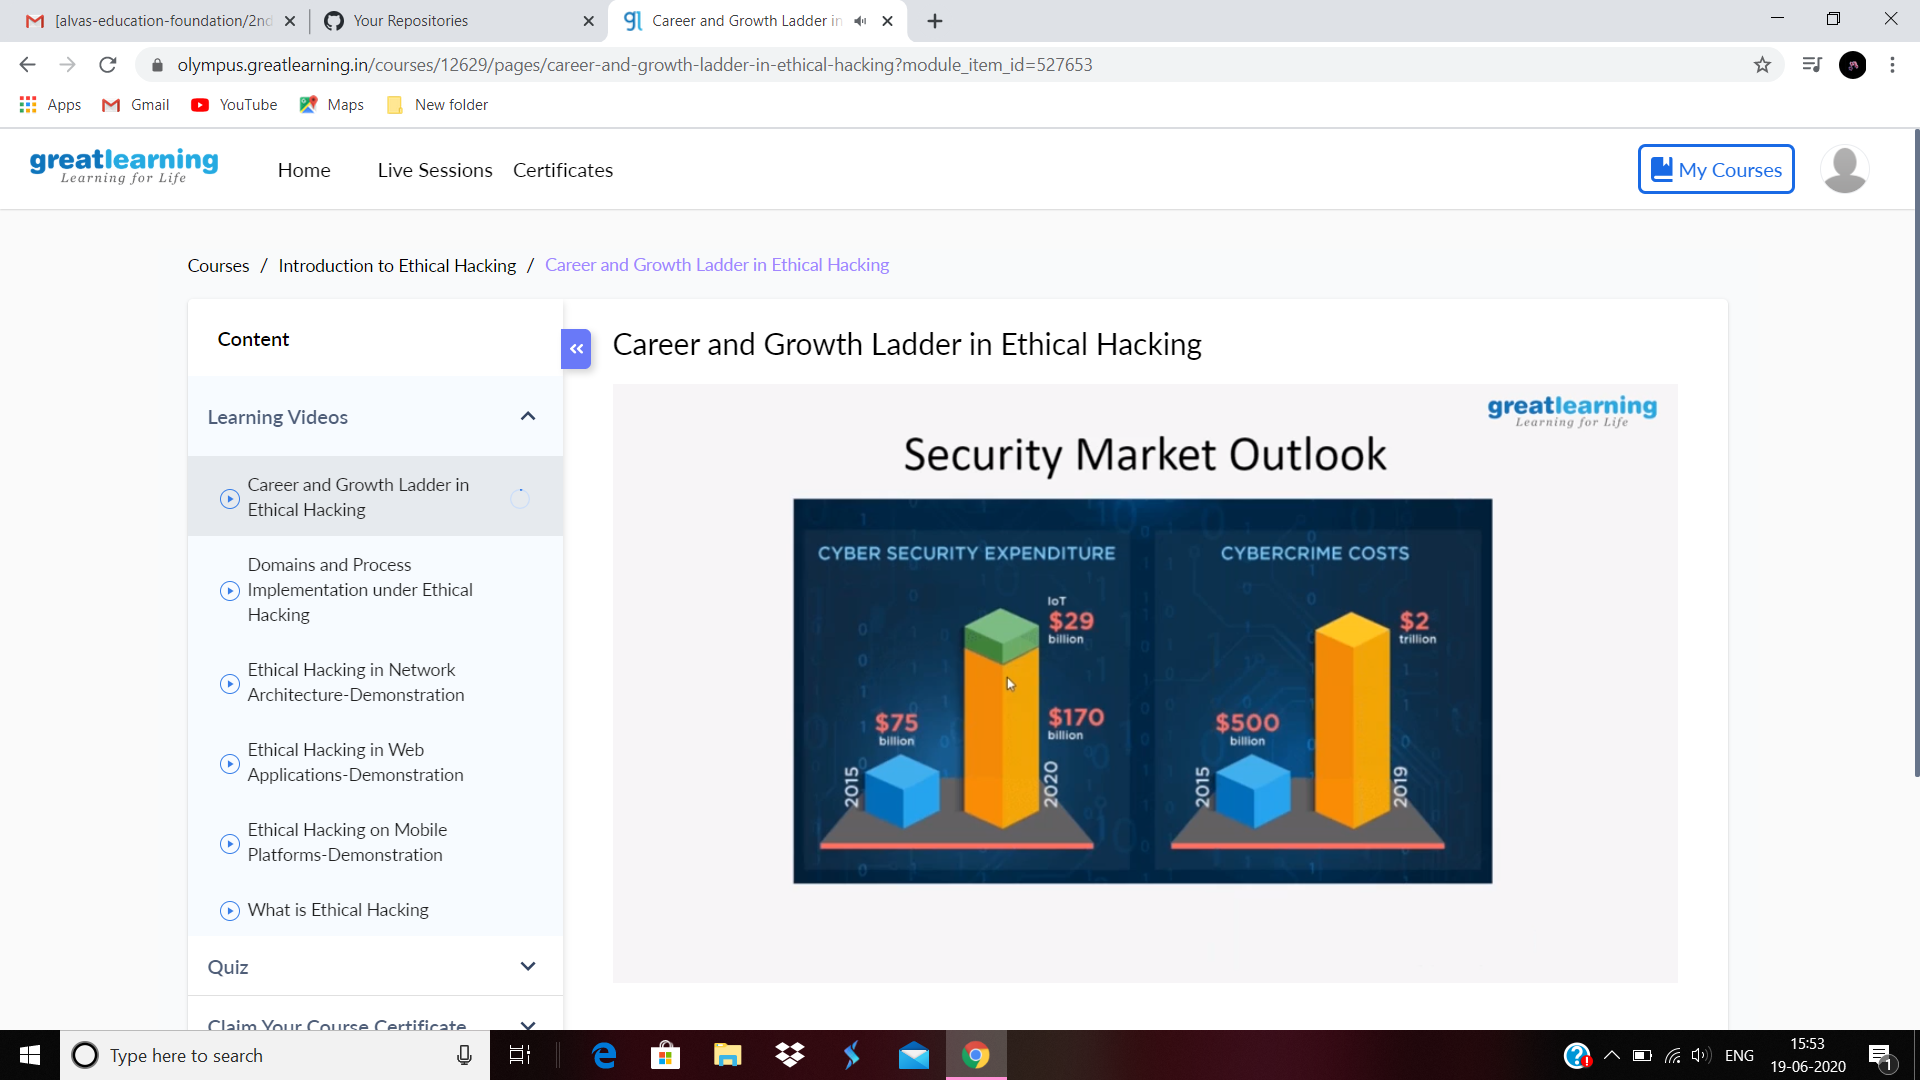 [alvas-education-foundation/2nd
Your Repositories
Career and Growth Ladder in
olympus.greatlearning.in/courses/12629/pages/career-and-growth-ladder-in-ethical-hacking?module_item_id=527653
Apps
Gmail
YouTube
Maps
New folder
greatlearning
Learning for Life
Home
Live Sessions
Certificates
My Courses
Courses / Introduction to Ethical Hacking / Career and Growth Ladder in Ethical Hacking
Content
Learning Videos
Career and Growth Ladder in
Ethical Hacking
Domains and Process
Implementation under Ethical
Hacking
Ethical Hacking in Network
Architecture-Demonstration
Ethical Hacking in Web
Applications-Demonstration
Ethical Hacking on Mobile
Platforms-Demonstration
What is Ethical Hacking
Quiz
Claim Your Course Certificate
Career and Growth Ladder in Ethical Hacking
greatlearning
Learning for Life
Security Market Outlook
CYBER SECURITY EXPENDITURE
IoT
$29
billion
$75
billion
$170
billion
2015
2020
CYBERCRIME COSTS
$2
trillion
$500
billion
2015
2019
Type here to search
ENG
15:53
19-06-2020
1